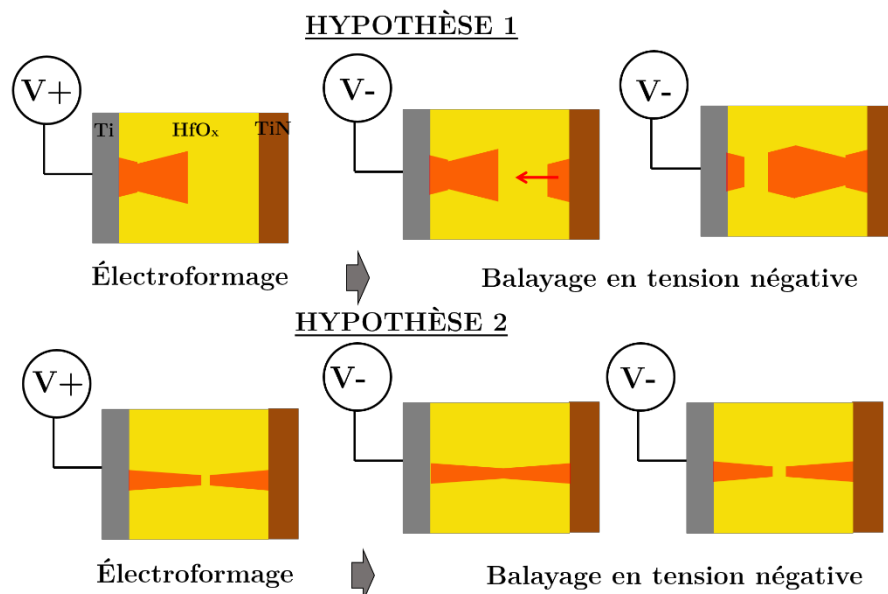 HYPOTHÈSE 1
V+
V-
V-
Ti
HfOₓ
TiN
Électroformage
Balayage en tension négative
HYPOTHÈSE 2
V+
V-
V-
Électroformage
Balayage en tension négative